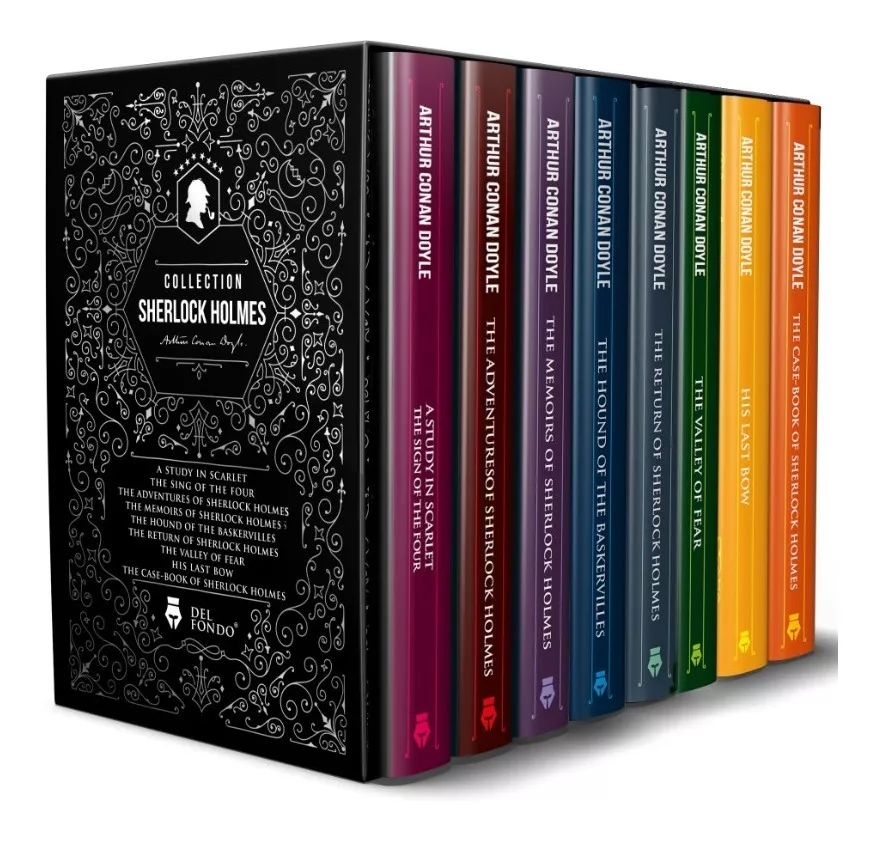 COLLECTION
SHERLOCK HOLMES
Arthur Conan Doyle.
A STUDY IN SCARLET
THE SING OF THE FOUR
THE ADVENTURES OF SHERLOCK HOLMES
THE MEMOIRS OF SHERLOCK HOLMES
THE HOUND OF THE BASKERVILLES
THE RETURN OF SHERLOCK HOLMES
THE VALLEY OF FEAR
HIS LAST BOW
THE CASE-BOOK OF SHERLOCK HOLMES
DEL
FONDO®
ARTHUR CONAN DOYLE
A STUDY IN SCARLET
THE SIGN OF THE FOUR
ARTHUR CONAN DOYLE
THE ADVENTURESOF SHERLOCK HOLMES
ARTHUR CONAN DOYLE
THE MEMOIRS OF SHERLOCK HOLMES
ARTHUR CONAN DOYLE
THE HOUND OF THE BASKERVILLES
ARTHUR CONAN DOYLE
THE RETURN OF SHERLOCK HOLMES
ARTHUR CONAN DOYLE
THE VALLEY OF FEAR
ARTHUR CONAN DOYLE
HIS LAST BOW
ARTHUR CONAN DOYLE
THE CASE-BOOK OF SHERLOCK HOLMES